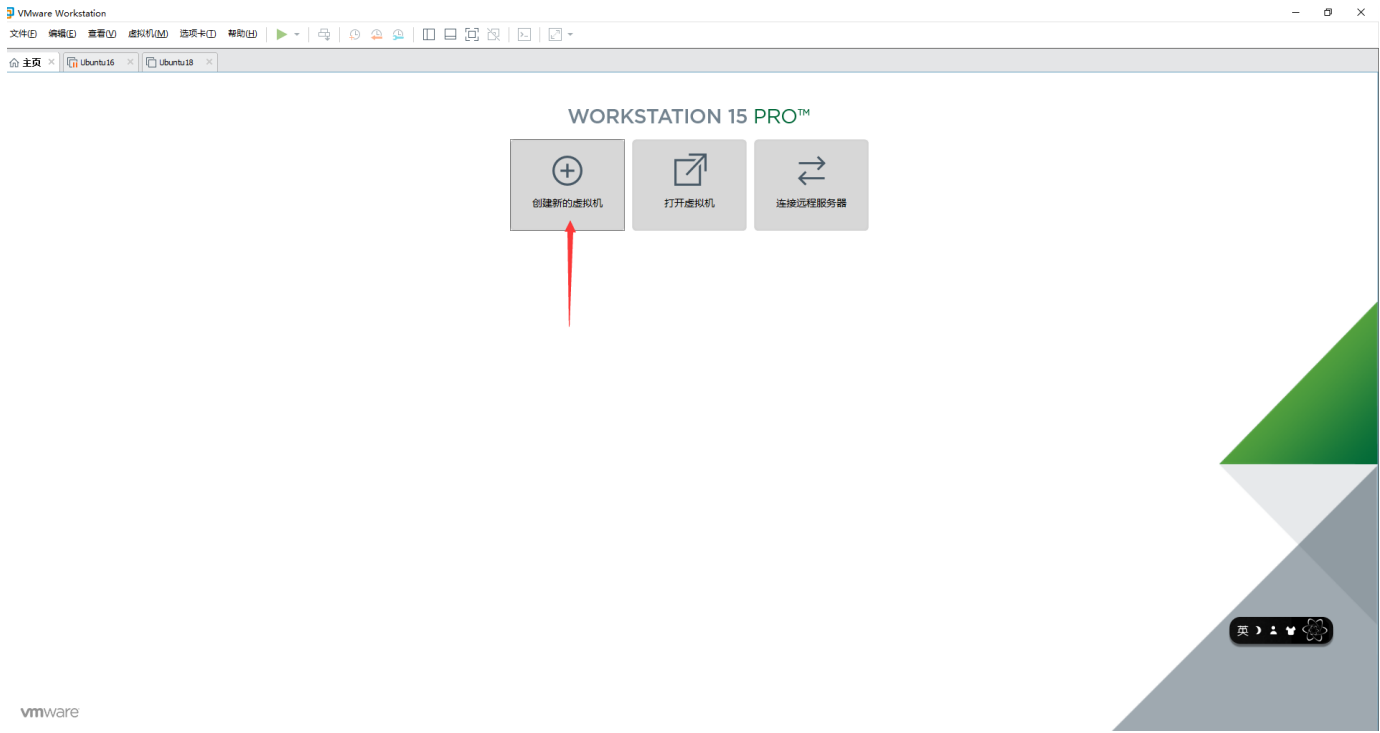 VMware Workstation
文件(F) 编辑(E) 查看(V) 虚拟机(M) 选项卡(T) 帮助(H)
主页 Ubuntu16 Ubuntu18
WORKSTATION 15 PRO™
创建新的虚拟机 打开虚拟机 连接远程服务器
英
vmware